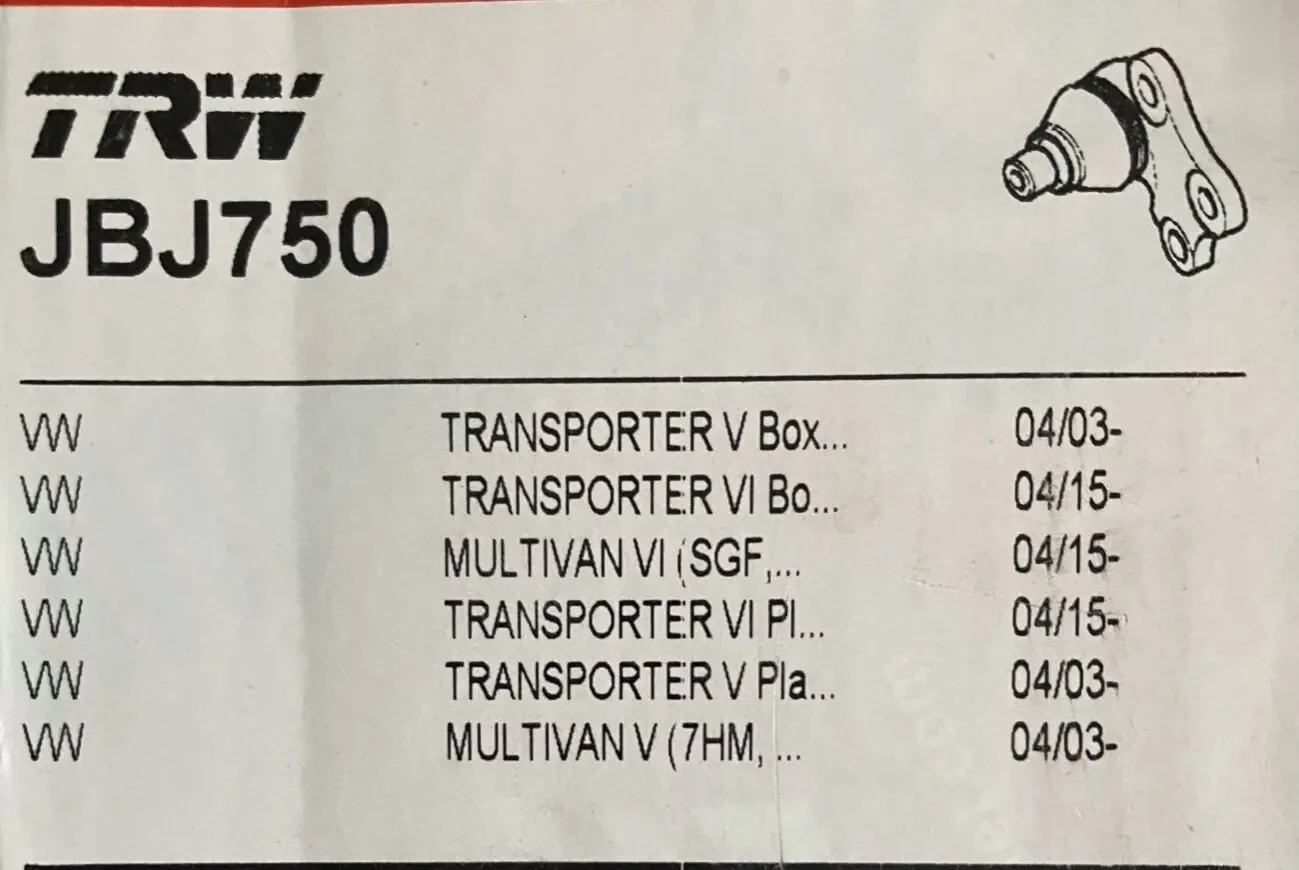 TRW
JBJ750
VW TRANSPORTER V Box... 04/03-
VW TRANSPORTER VI Bo... 04/15-
VW MULTIVAN VI (SGF,... 04/15-
VW TRANSPORTER VI Pl... 04/15-
VW TRANSPORTER V Pla... 04/03-
VW MULTIVAN V (7HM, ... 04/03-